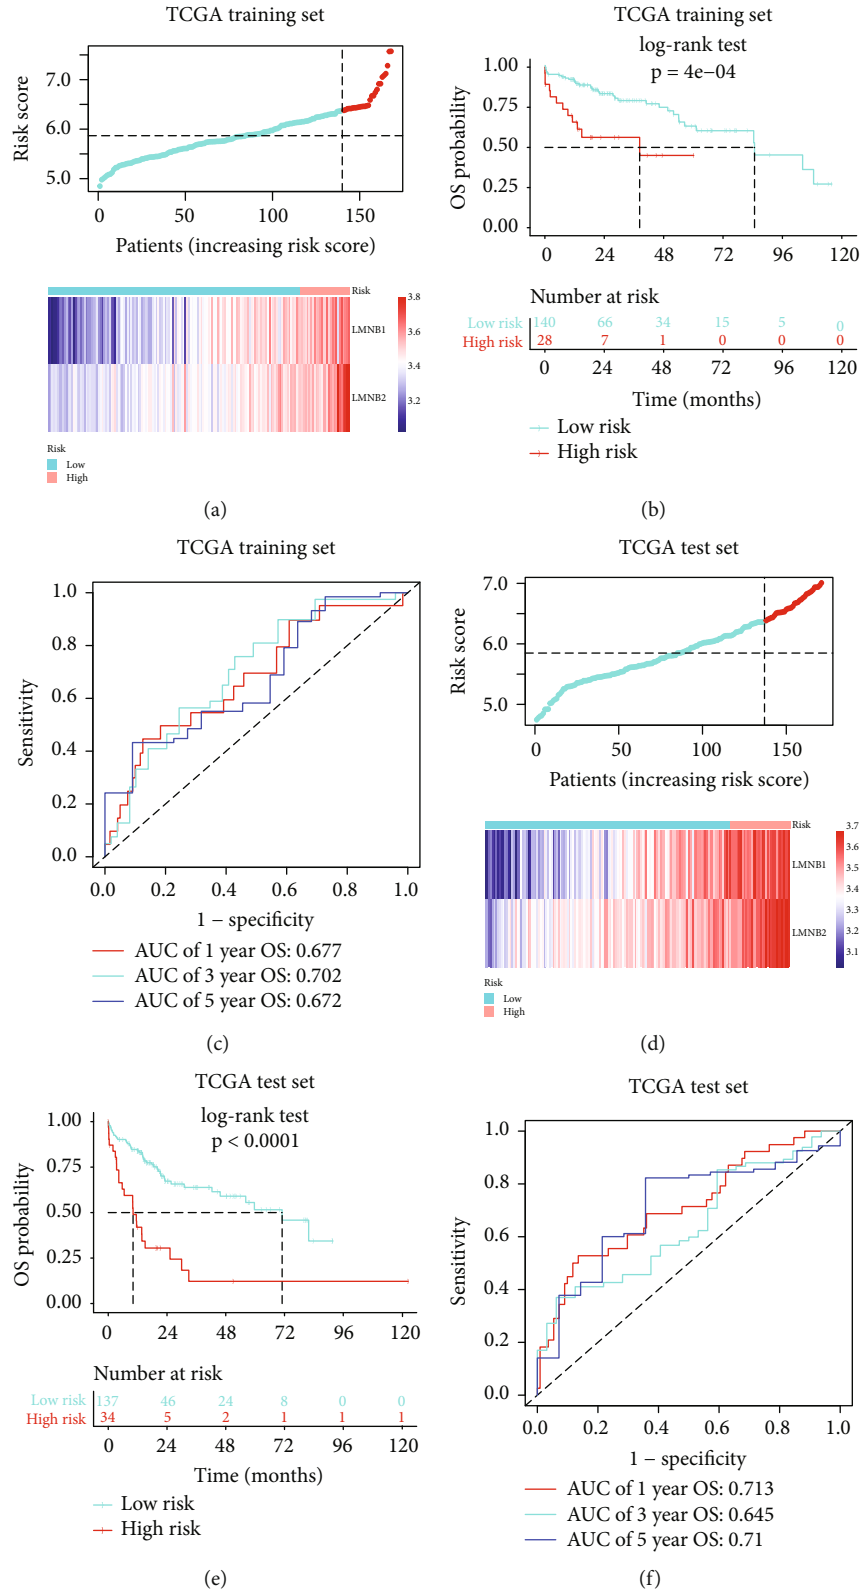 TCGA training set
7.0
6.0
5.0
Risk score
0 50 100 150
Patients (increasing risk score)
Risk
LMNB1
LMNB2
3.8
3.6
3.4
3.2
Risk
Low
High
(a)
TCGA training set
log-rank test
p = 4e−04
1.00
0.75
0.50
0.25
0.00
OS probability
0 24 48 72 96 120
Number at risk
Low risk 140 66 34 15 5 0
High risk 28 7 1 0 0 0
0 24 48 72 96 120
Time (months)
Low risk
High risk
(b)
TCGA training set
1.0
0.8
0.6
0.4
0.2
0.0
Sensitivity
0.0 0.2 0.4 0.6 0.8 1.0
1 − specificity
AUC of 1 year OS: 0.677
AUC of 3 year OS: 0.702
AUC of 5 year OS: 0.672
(c)
TCGA test set
7.0
6.0
5.0
Risk score
0 50 100 150
Patients (increasing risk score)
Risk
LMNB1
LMNB2
3.7
3.6
3.5
3.4
3.3
3.2
3.1
Risk
Low
High
(d)
TCGA test set
log-rank test
p < 0.0001
1.00
0.75
0.50
0.25
0.00
OS probability
0 24 48 72 96 120
Number at risk
Low risk 137 46 24 8 0 0
High risk 34 5 2 1 1 1
0 24 48 72 96 120
Time (months)
Low risk
High risk
(e)
TCGA test set
1.0
0.8
0.6
0.4
0.2
0.0
Sensitivity
0.0 0.2 0.4 0.6 0.8 1.0
1 − specificity
AUC of 1 year OS: 0.713
AUC of 3 year OS: 0.645
AUC of 5 year OS: 0.71
(f)